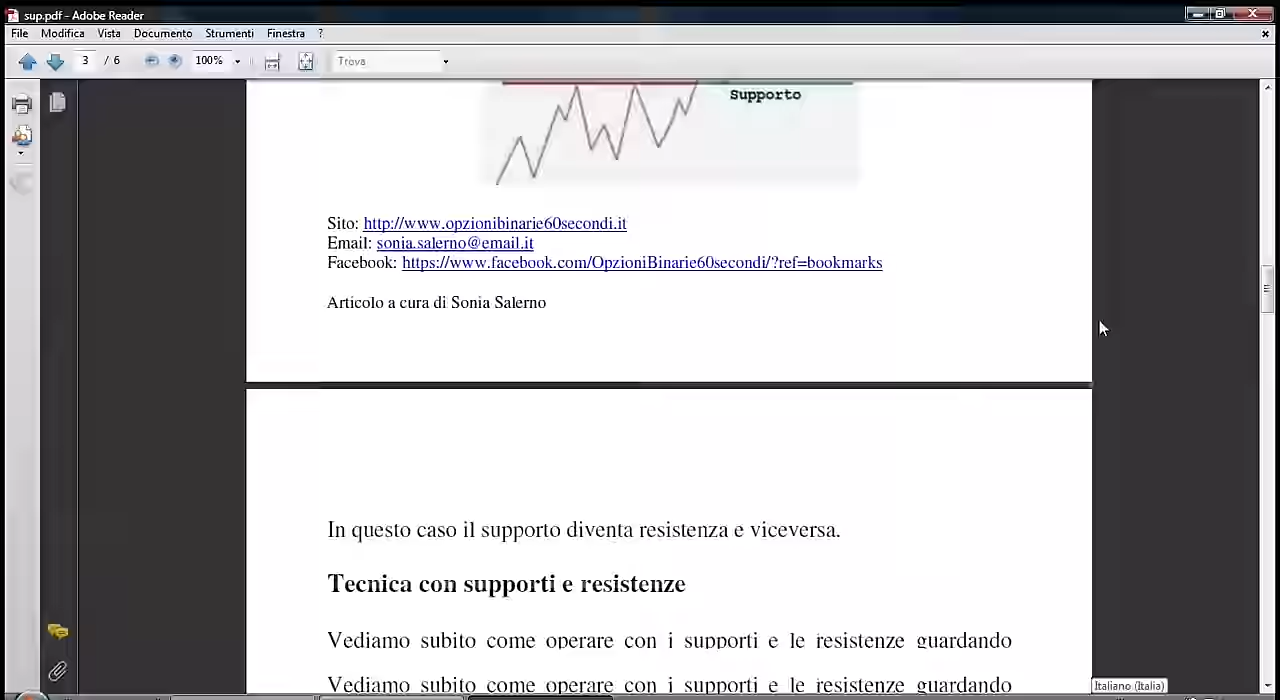 sup.pdf - Adobe Reader
File Modifica Vista Documento Strumenti Finestra ?
3 / 6 100% Trova
Supporto
Sito: http://www.opzionibinarie60secondi.it
Email: sonia.salerno@email.it
Facebook: https://www.facebook.com/OpzioniBinarie60secondi/?ref=bookmarks
Articolo a cura di Sonia Salerno
In questo caso il supporto diventa resistenza e viceversa.
Tecnica con supporti e resistenze
Vediamo subito come operare con i supporti e le resistenze guardando
Vediamo subito come operare con i supporti e le resistenze guardando
Italiano (Italia)